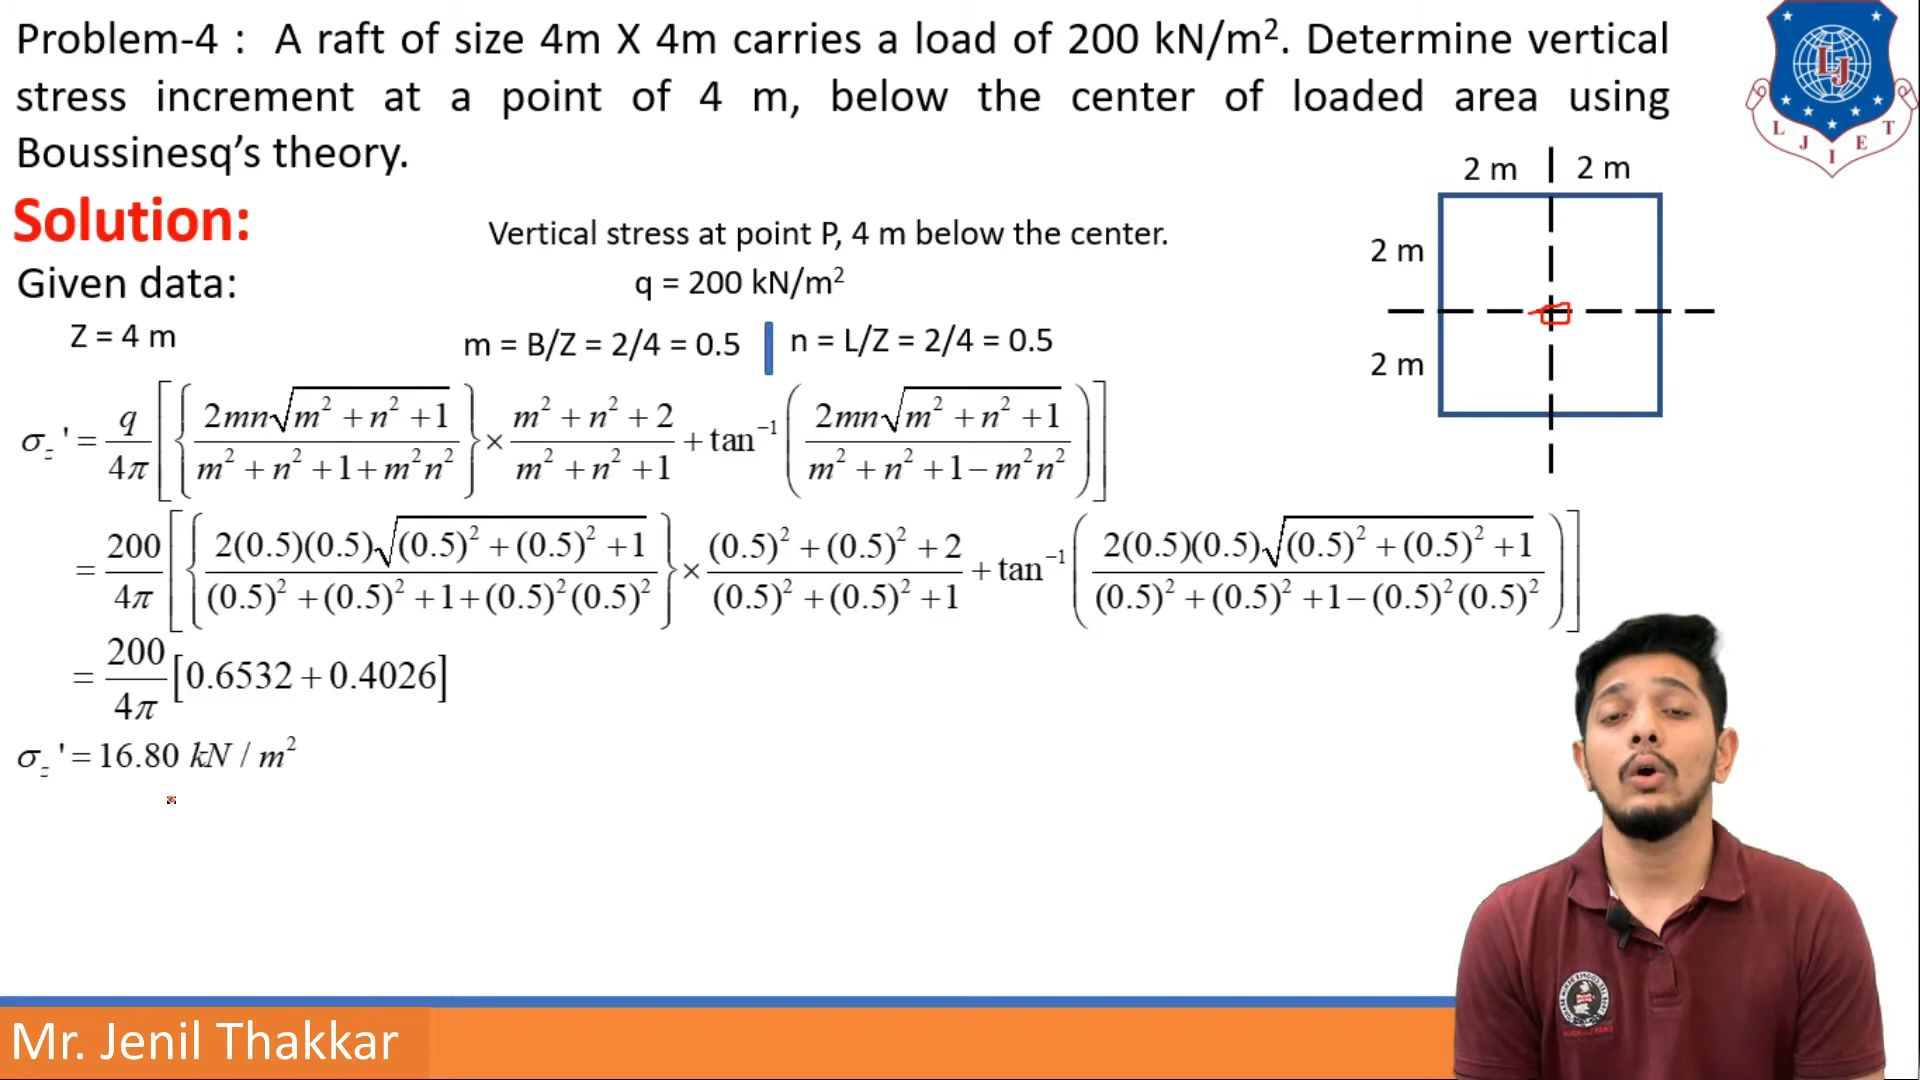 Problem-4 : A raft of size 4m X 4m carries a load of 200 kN/m². Determine vertical
stress increment at a point of 4 m, below the center of loaded area using
Boussinesq's theory.
LJ
L J I E T
2 m 2 m
Solution:
Vertical stress at point P, 4 m below the center.
2 m
Given data:
q = 200 kN/m²
Z = 4 m
m = B/Z = 2/4 = 0.5 n = L/Z = 2/4 = 0.5
2 m
σz' = q/4π [{2mn√(m² + n² + 1) / (m² + n² + 1 + m²n²)} × (m² + n² + 2)/(m² + n² + 1) + tan⁻¹(2mn√(m² + n² + 1) / (m² + n² + 1 − m²n²))]
= 200/4π [{2(0.5)(0.5)√((0.5)² + (0.5)² + 1) / ((0.5)² + (0.5)² + 1 + (0.5)²(0.5)²)} × ((0.5)² + (0.5)² + 2)/((0.5)² + (0.5)² + 1) + tan⁻¹(2(0.5)(0.5)√((0.5)² + (0.5)² + 1) / ((0.5)² + (0.5)² + 1 − (0.5)²(0.5)²))]
= 200/4π [0.6532 + 0.4026]
σz' = 16.80 kN / m²
Mr. Jenil Thakkar